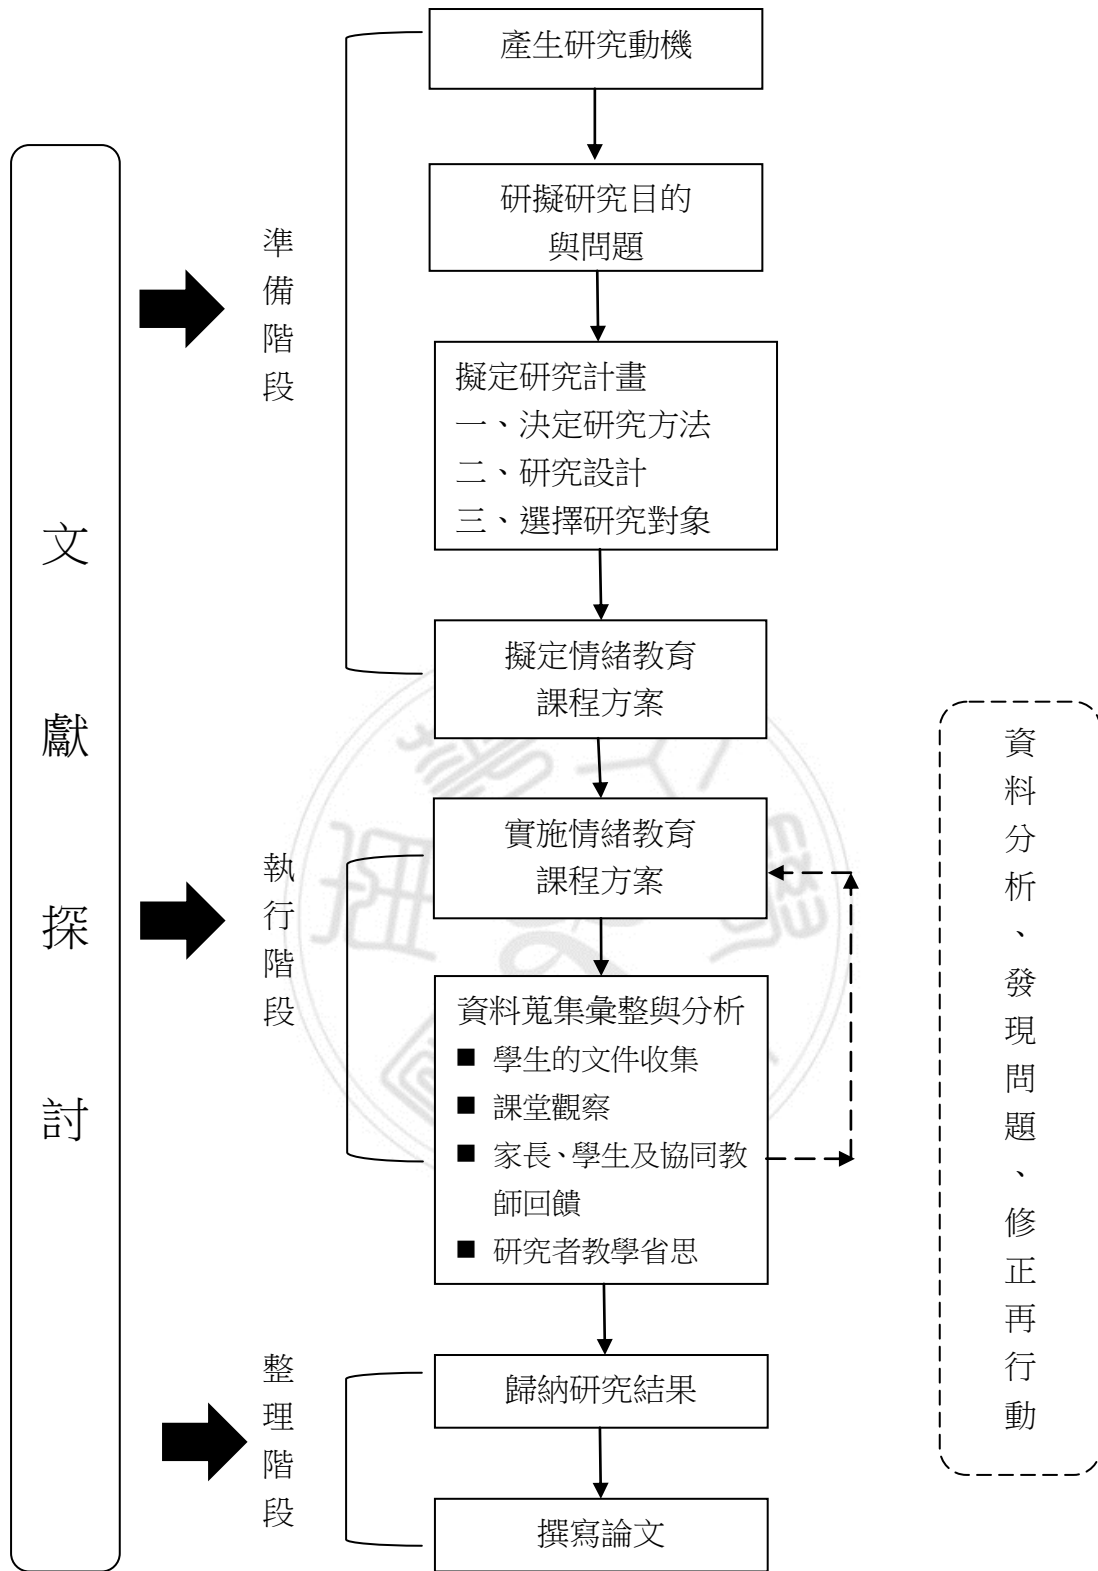 文獻探討
準備階段
產生研究動機
研擬研究目的
與問題
擬定研究計畫
一、決定研究方法
二、研究設計
三、選擇研究對象
擬定情緒教育
課程方案
執行階段
實施情緒教育
課程方案
資料蒐集彙整與分析
■ 學生的文件收集
■ 課堂觀察
■ 家長、學生及協同教
師回饋
■ 研究者教學省思
資料分析、發現問題、修正再行動
整理階段
歸納研究結果
撰寫論文